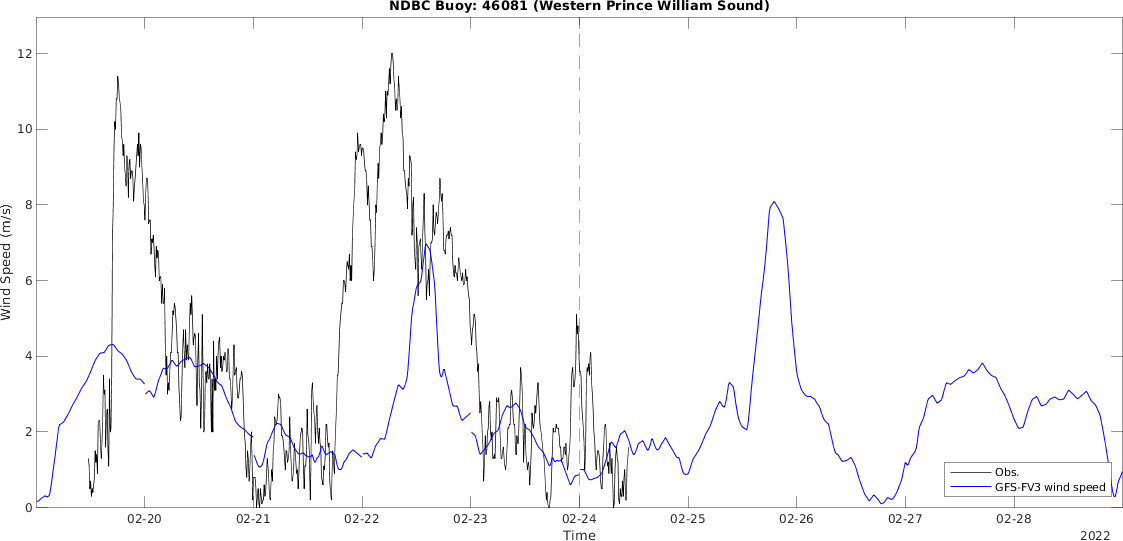 NDBC Buoy: 46081 (Western Prince William Sound)
Wind Speed (m/s)
12
10
8
6
4
2
0
02-20 02-21 02-22 02-23 02-24 02-25 02-26 02-27 02-28
Time
2022
Obs.
GFS-FV3 wind speed